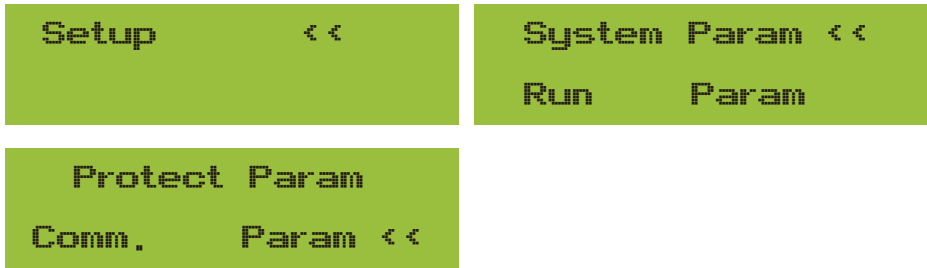 Setup <<
System Param <<
Run Param
Protect Param
Comm. Param <<